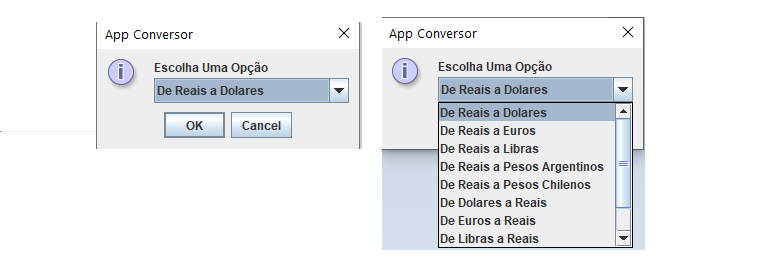 App Conversor
Escolha Uma Opção
De Reais a Dolares
OK
Cancel
App Conversor
Escolha Uma Opção
De Reais a Dolares
De Reais a Dolares
De Reais a Euros
De Reais a Libras
De Reais a Pesos Argentinos
De Reais a Pesos Chilenos
De Dolares a Reais
De Euros a Reais
De Libras a Reais